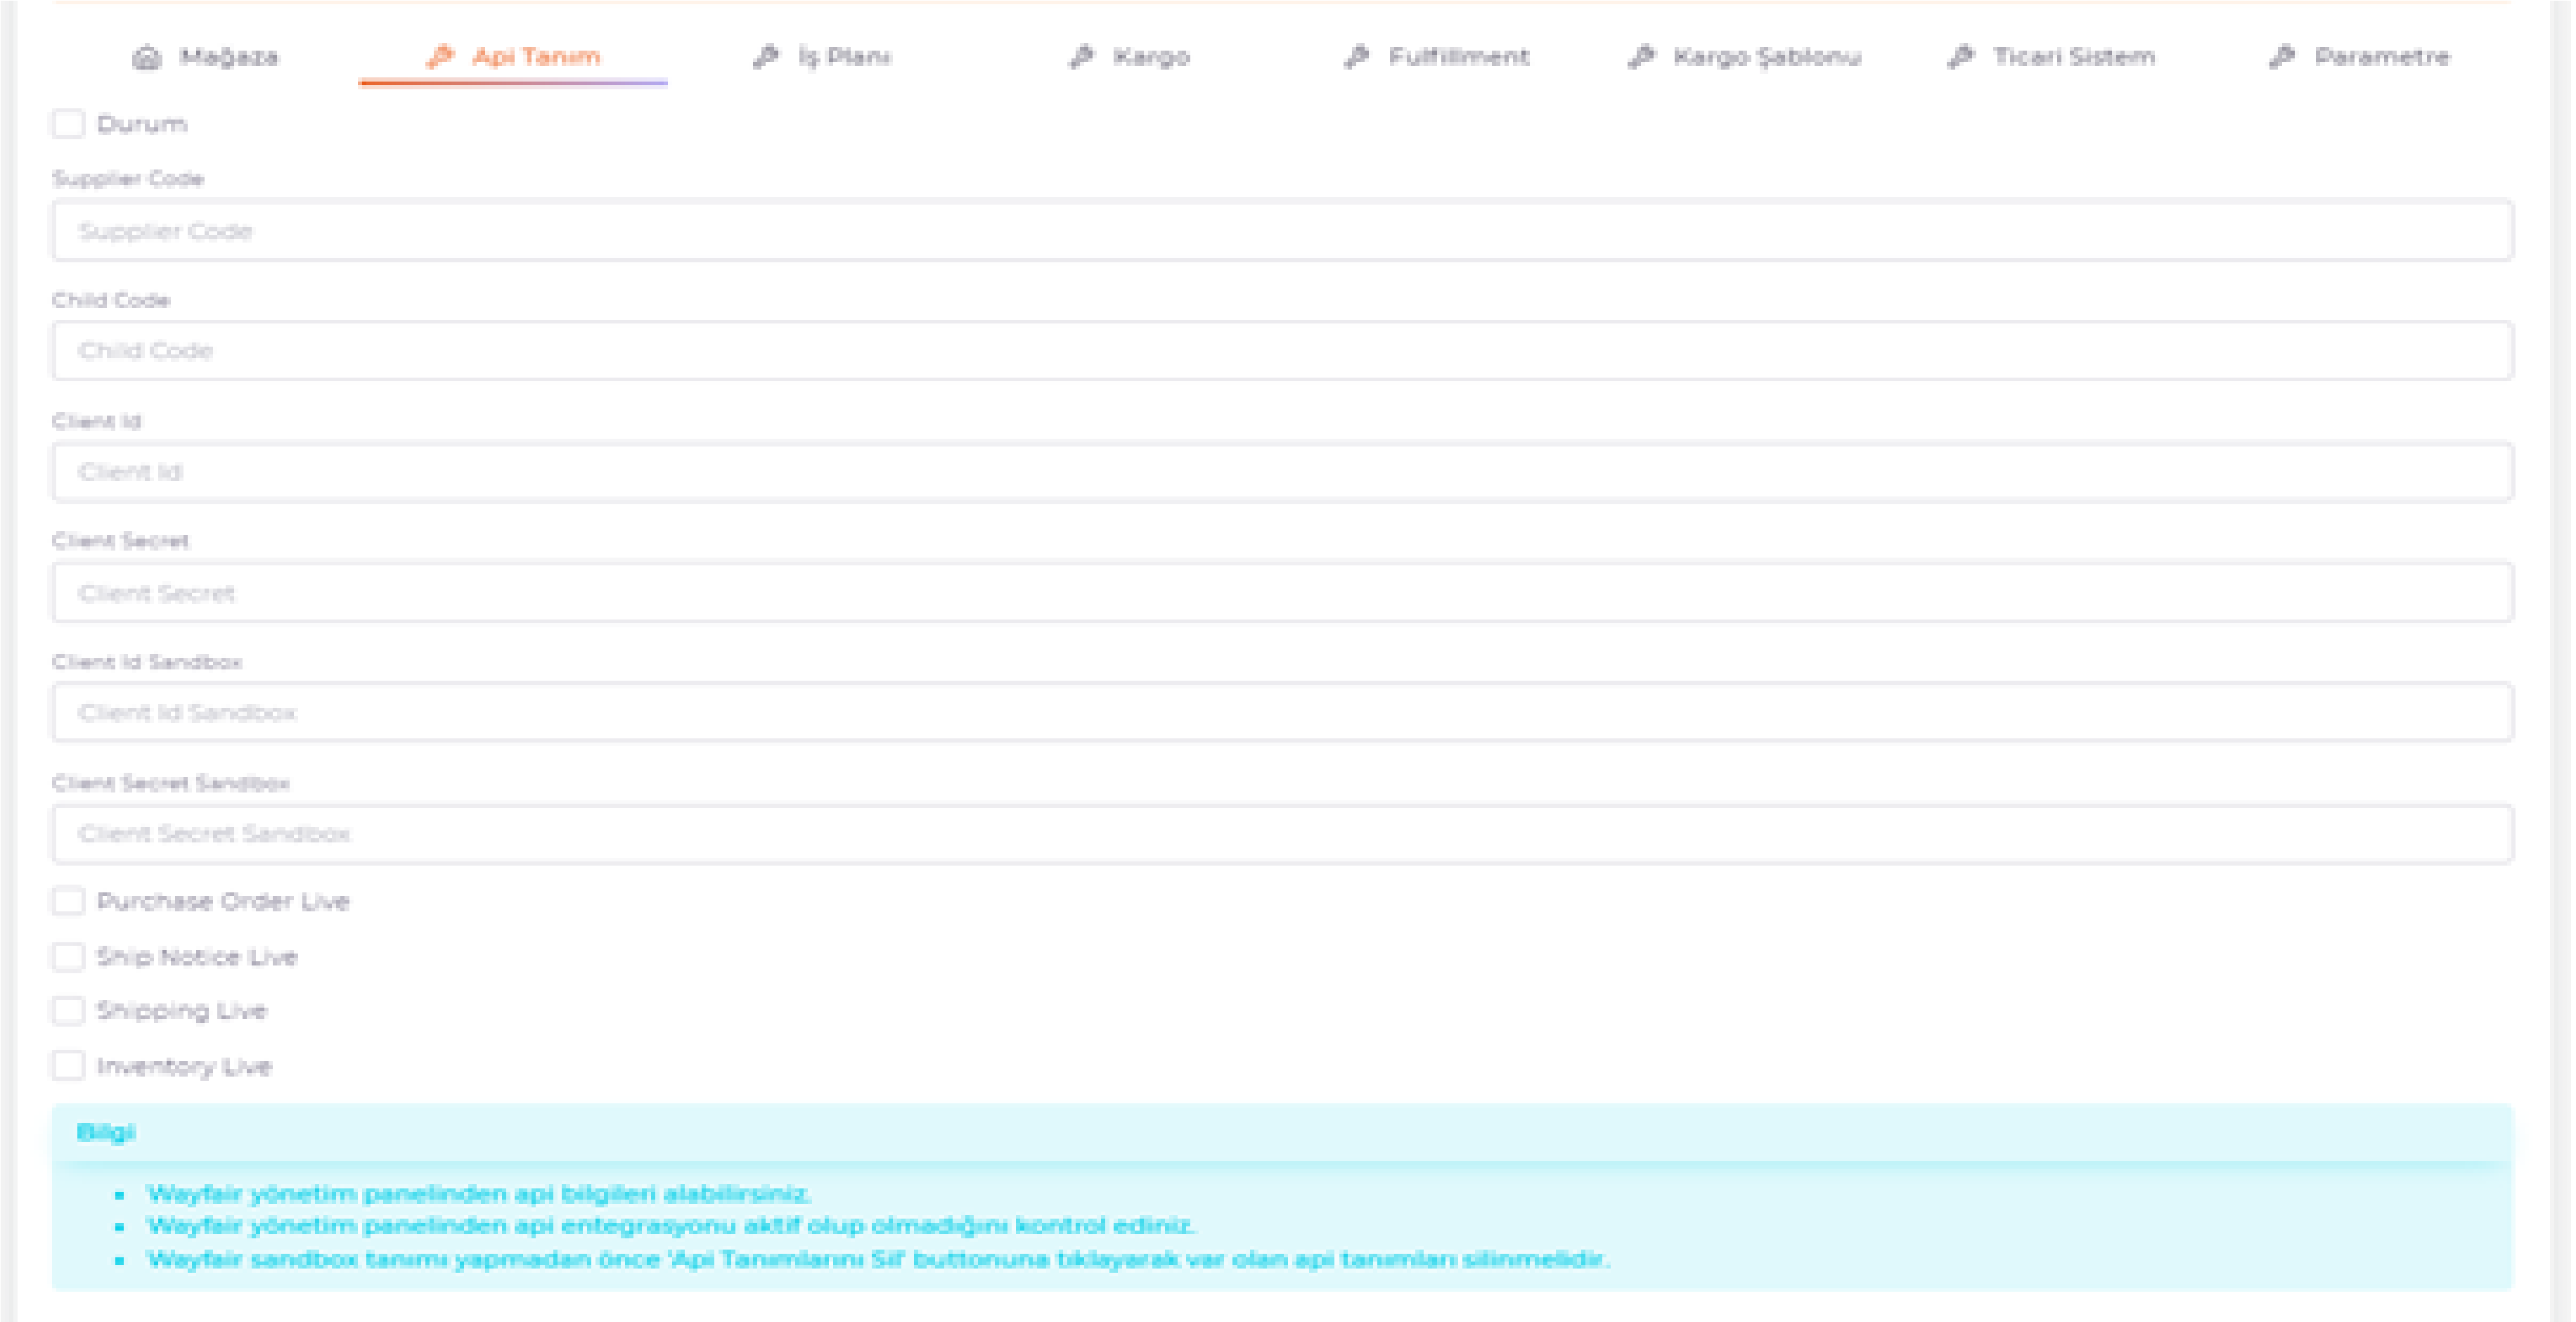 Mağaza Api Tanım İş Planı Kargo Fulfillment Kargo Şablonu Ticari Sistem Parametre
Durum
Supplier Code
Supplier Code
Child Code
Child Code
Client Id
Client Id
Client Secret
Client Secret
Client Id Sandbox
Client Id Sandbox
Client Secret Sandbox
Client Secret Sandbox
Purchase Order Live
Ship Notice Live
Shipping Live
Inventory Live
Bilgi
Wayfair yönetim panelinden api bilgileri alabilirsiniz.
Wayfair yönetim panelinden api entegrasyonu aktif olup olmadığını kontrol ediniz.
Wayfair sandbox tanımı yapmadan önce 'Api Tanımlarını Sil' buttonuna tıklayarak var olan api tanımları silinmelidir.